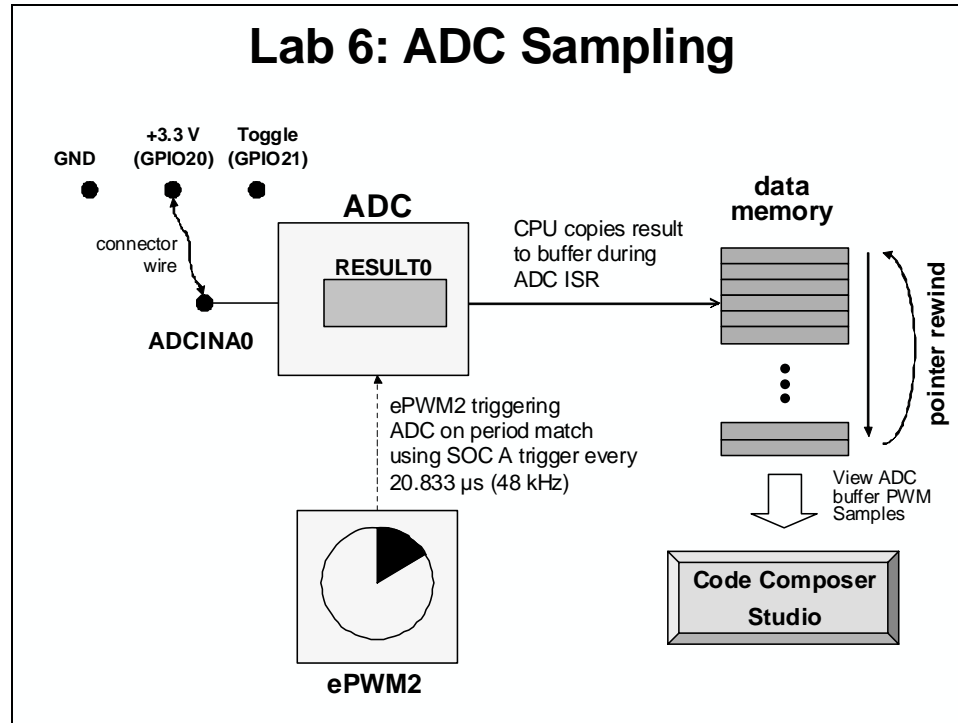 Lab 6: ADC Sampling
GND
+3.3 V
(GPIO20)
Toggle
(GPIO21)
connector
wire
ADCINA0
ADC
RESULT0
CPU copies result
to buffer during
ADC ISR
data
memory
pointer rewind
ePWM2 triggering
ADC on period match
using SOC A trigger every
20.833 µs (48 kHz)
View ADC
buffer PWM
Samples
Code Composer
Studio
ePWM2